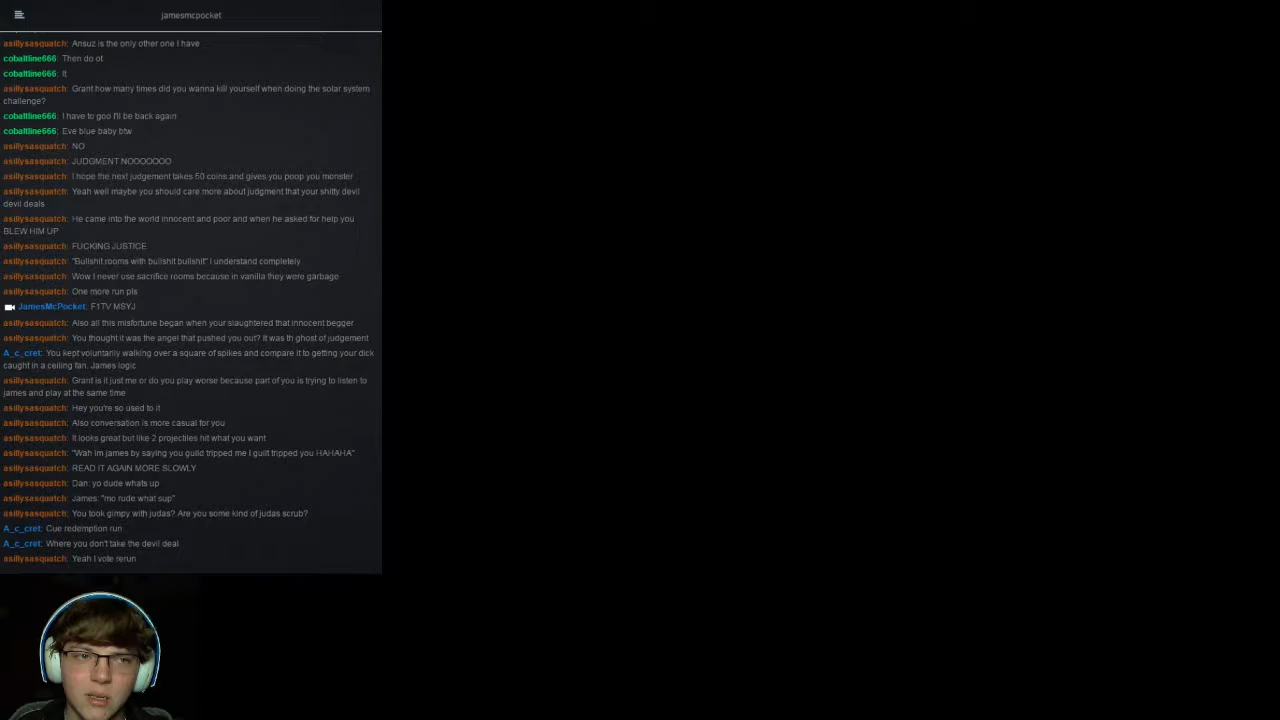 jamesmcpocket
asillysasquatch: Ansuz is the only other one I have
cobaltline666: Then do ot
cobaltline666: It
asillysasquatch: Grant how many times did you wanna kill yourself when doing the solar system
challenge?
cobaltline666: I have to goo I'll be back again
cobaltline666: Eve blue baby btw
asillysasquatch: NO
asillysasquatch: JUDGMENT NOOOOOOO
asillysasquatch: I hope the next judgement takes 50 coins and gives you poop you monster
asillysasquatch: Yeah well maybe you should care more about judgment that your shitty devil
devil deals
asillysasquatch: He came into the world innocent and poor and when he asked for help you
BLEW HIM UP
asillysasquatch: FUCKING JUSTICE
asillysasquatch: "Bullshit rooms with bullshit bullshit" I understand completely
asillysasquatch: Wow I never use sacrifice rooms because in vanilla they were garbage
asillysasquatch: One more run pls
JamesMcPocket: F1TV MSYJ
asillysasquatch: Also all this misfortune began when your slaughtered that innocent begger
asillysasquatch: You thought it was the angel that pushed you out? It was th ghost of judgement
A_c_cret: You kept voluntarily walking over a square of spikes and compare it to getting your dick
caught in a ceiling fan. James logic
asillysasquatch: Grant is it just me or do you play worse because part of you is trying to listen to
james and play at the same time
asillysasquatch: Hey you're so used to it
asillysasquatch: Also conversation is more casual for you
asillysasquatch: It looks great but like 2 projectiles hit what you want
asillysasquatch: "Wah im james by saying you guild tripped me I guilt tripped you HAHAHA"
asillysasquatch: READ IT AGAIN MORE SLOWLY
asillysasquatch: Dan: yo dude whats up
asillysasquatch: James: "mo rude what sup"
asillysasquatch: You took gimpy with judas? Are you some kind of judas scrub?
A_c_cret: Cue redemption run
A_c_cret: Where you don't take the devil deal
asillysasquatch: Yeah I vote rerun